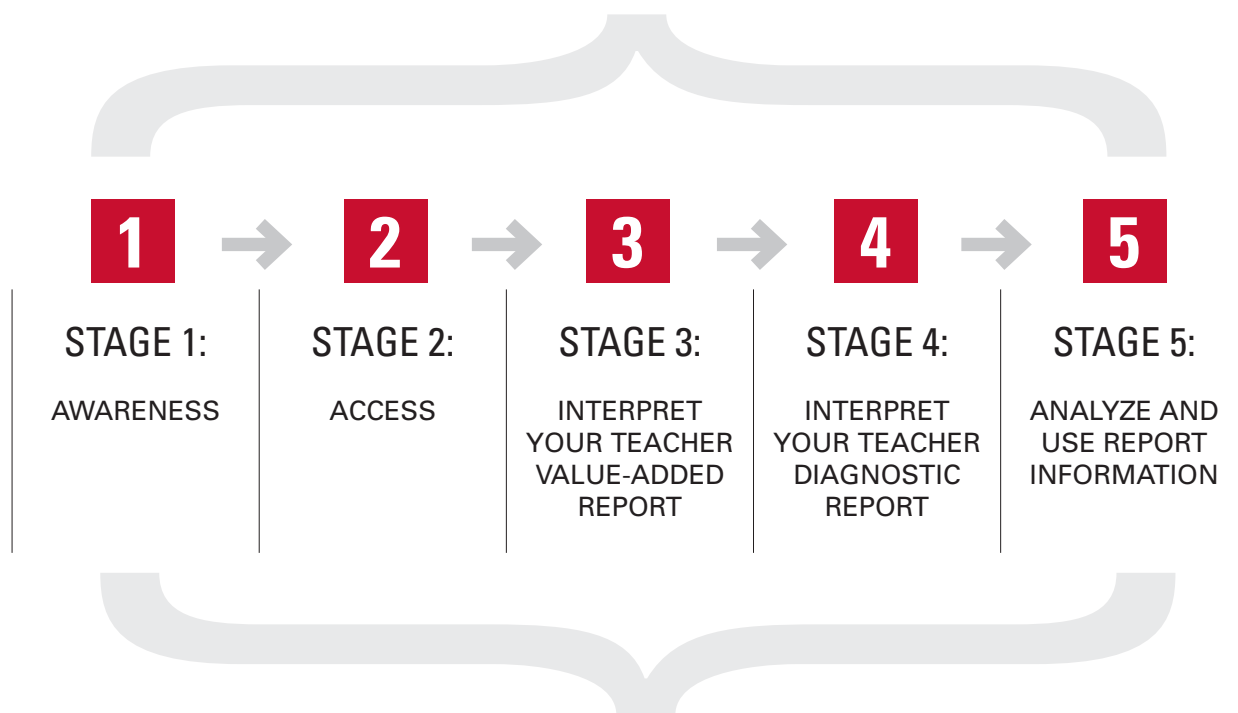 1
2
3
4
5
STAGE 1:
AWARENESS
STAGE 2:
ACCESS
STAGE 3:
INTERPRET
YOUR TEACHER
VALUE-ADDED
REPORT
STAGE 4:
INTERPRET
YOUR TEACHER
DIAGNOSTIC
REPORT
STAGE 5:
ANALYZE AND
USE REPORT
INFORMATION